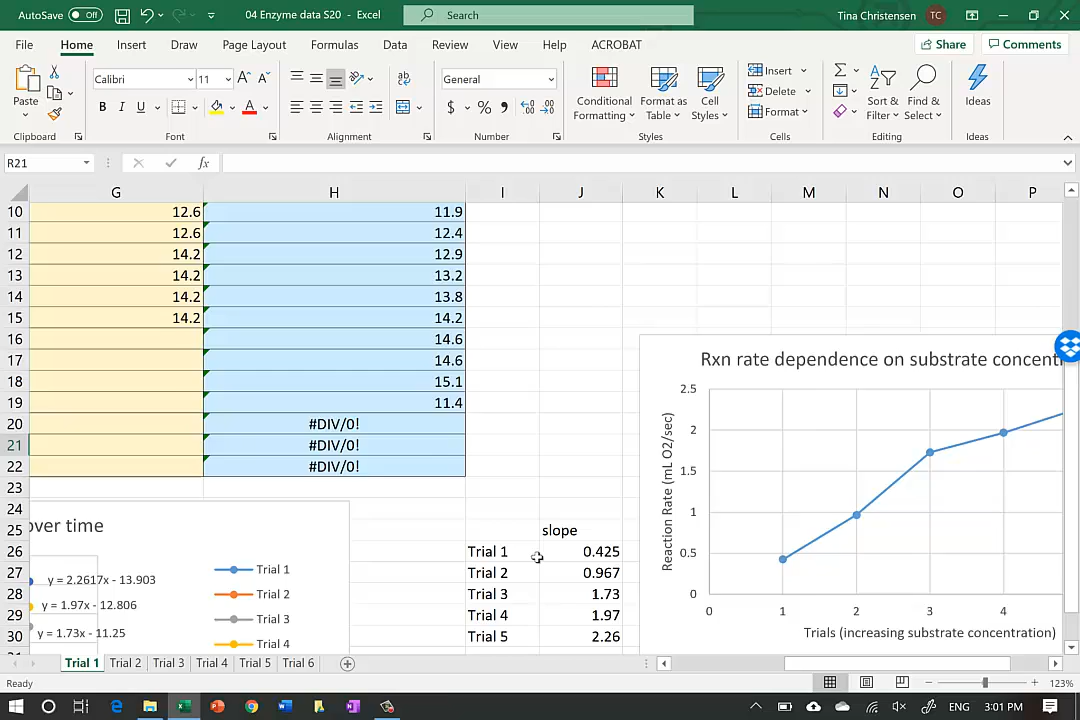 AutoSave Off 04 Enzyme data S20 - Excel Search Tina Christensen TC
File Home Insert Draw Page Layout Formulas Data Review View Help ACROBAT Share Comments
Paste Calibri 11 A A ab General Conditional Formatting Format as Table Cell Styles Insert Delete Format Sort & Filter Find & Select Ideas
B I U A $ % ,
Clipboard Font Alignment Number Styles Cells Editing Ideas
R21 fx
G H I J K L M N O P
10 12.6 11.9
11 12.6 12.4
12 14.2 12.9
13 14.2 13.2
14 14.2 13.8
15 14.2 14.2
16 14.6
17 14.6
18 15.1
19 11.4
20 #DIV/0!
21 #DIV/0!
22 #DIV/0!
23
24
25 slope
26 Trial 1 0.425
27 Trial 2 0.967
28 Trial 3 1.73
29 Trial 4 1.97
30 Trial 5 2.26
over time
y = 2.2617x - 13.903
y = 1.97x - 12.806
y = 1.73x - 11.25
Trial 1
Trial 2
Trial 3
Trial 4
Rxn rate dependence on substrate
Reaction Rate (mL O2/sec)
2.5
2
1.5
1
0.5
0
0 1 2 3 4
Trials (increasing substrate concentration)
Trial 1 Trial 2 Trial 3 Trial 4 Trial 5 Trial 6
Ready 123%
ENG 3:01 PM